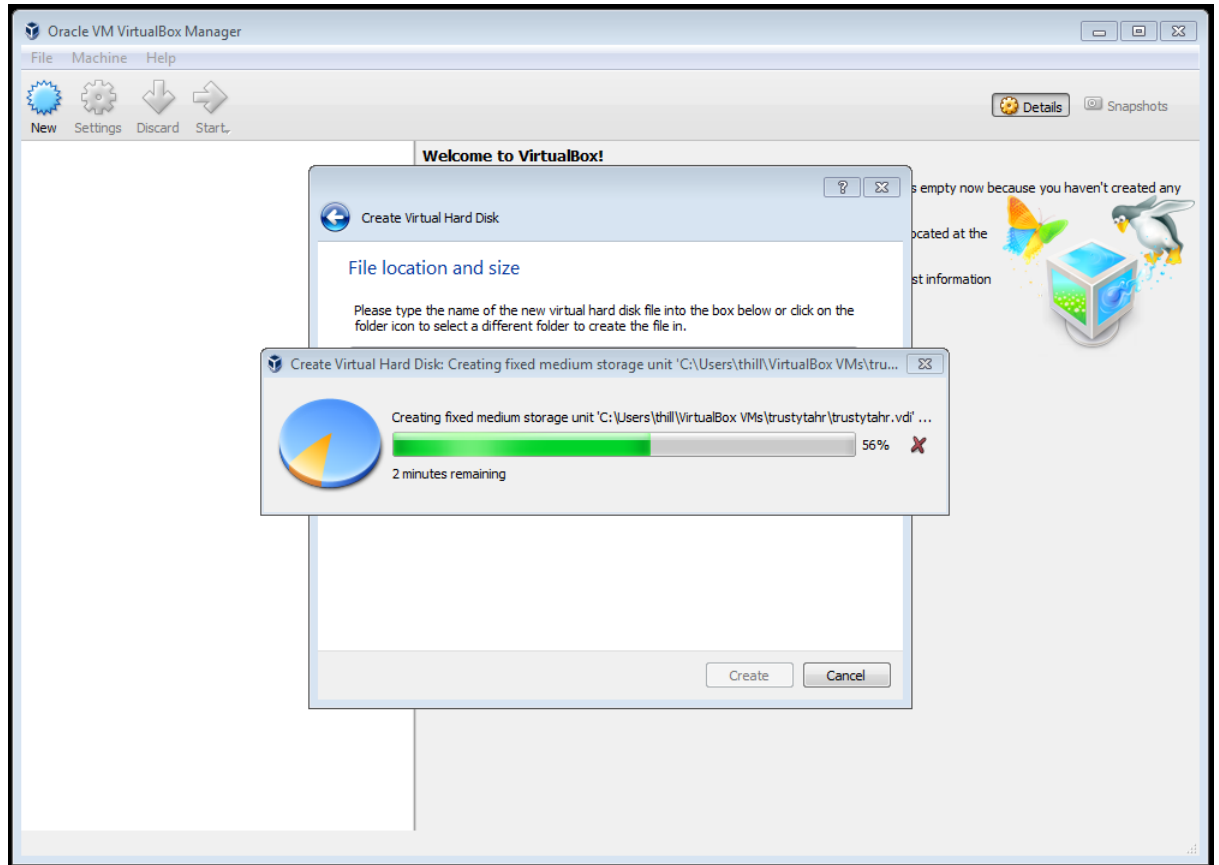 Oracle VM VirtualBox Manager
File Machine Help
New Settings Discard Start
Details Snapshots
Welcome to VirtualBox!
s empty now because you haven't created any
ocated at the
st information
Create Virtual Hard Disk
File location and size
Please type the name of the new virtual hard disk file into the box below or click on the
folder icon to select a different folder to create the file in.
Create Virtual Hard Disk: Creating fixed medium storage unit 'C:\Users\thill\VirtualBox VMs\tru...
Creating fixed medium storage unit 'C:\Users\thill\VirtualBox VMs\trustytahr\trustytahr.vdi' ...
56%
2 minutes remaining
Create Cancel